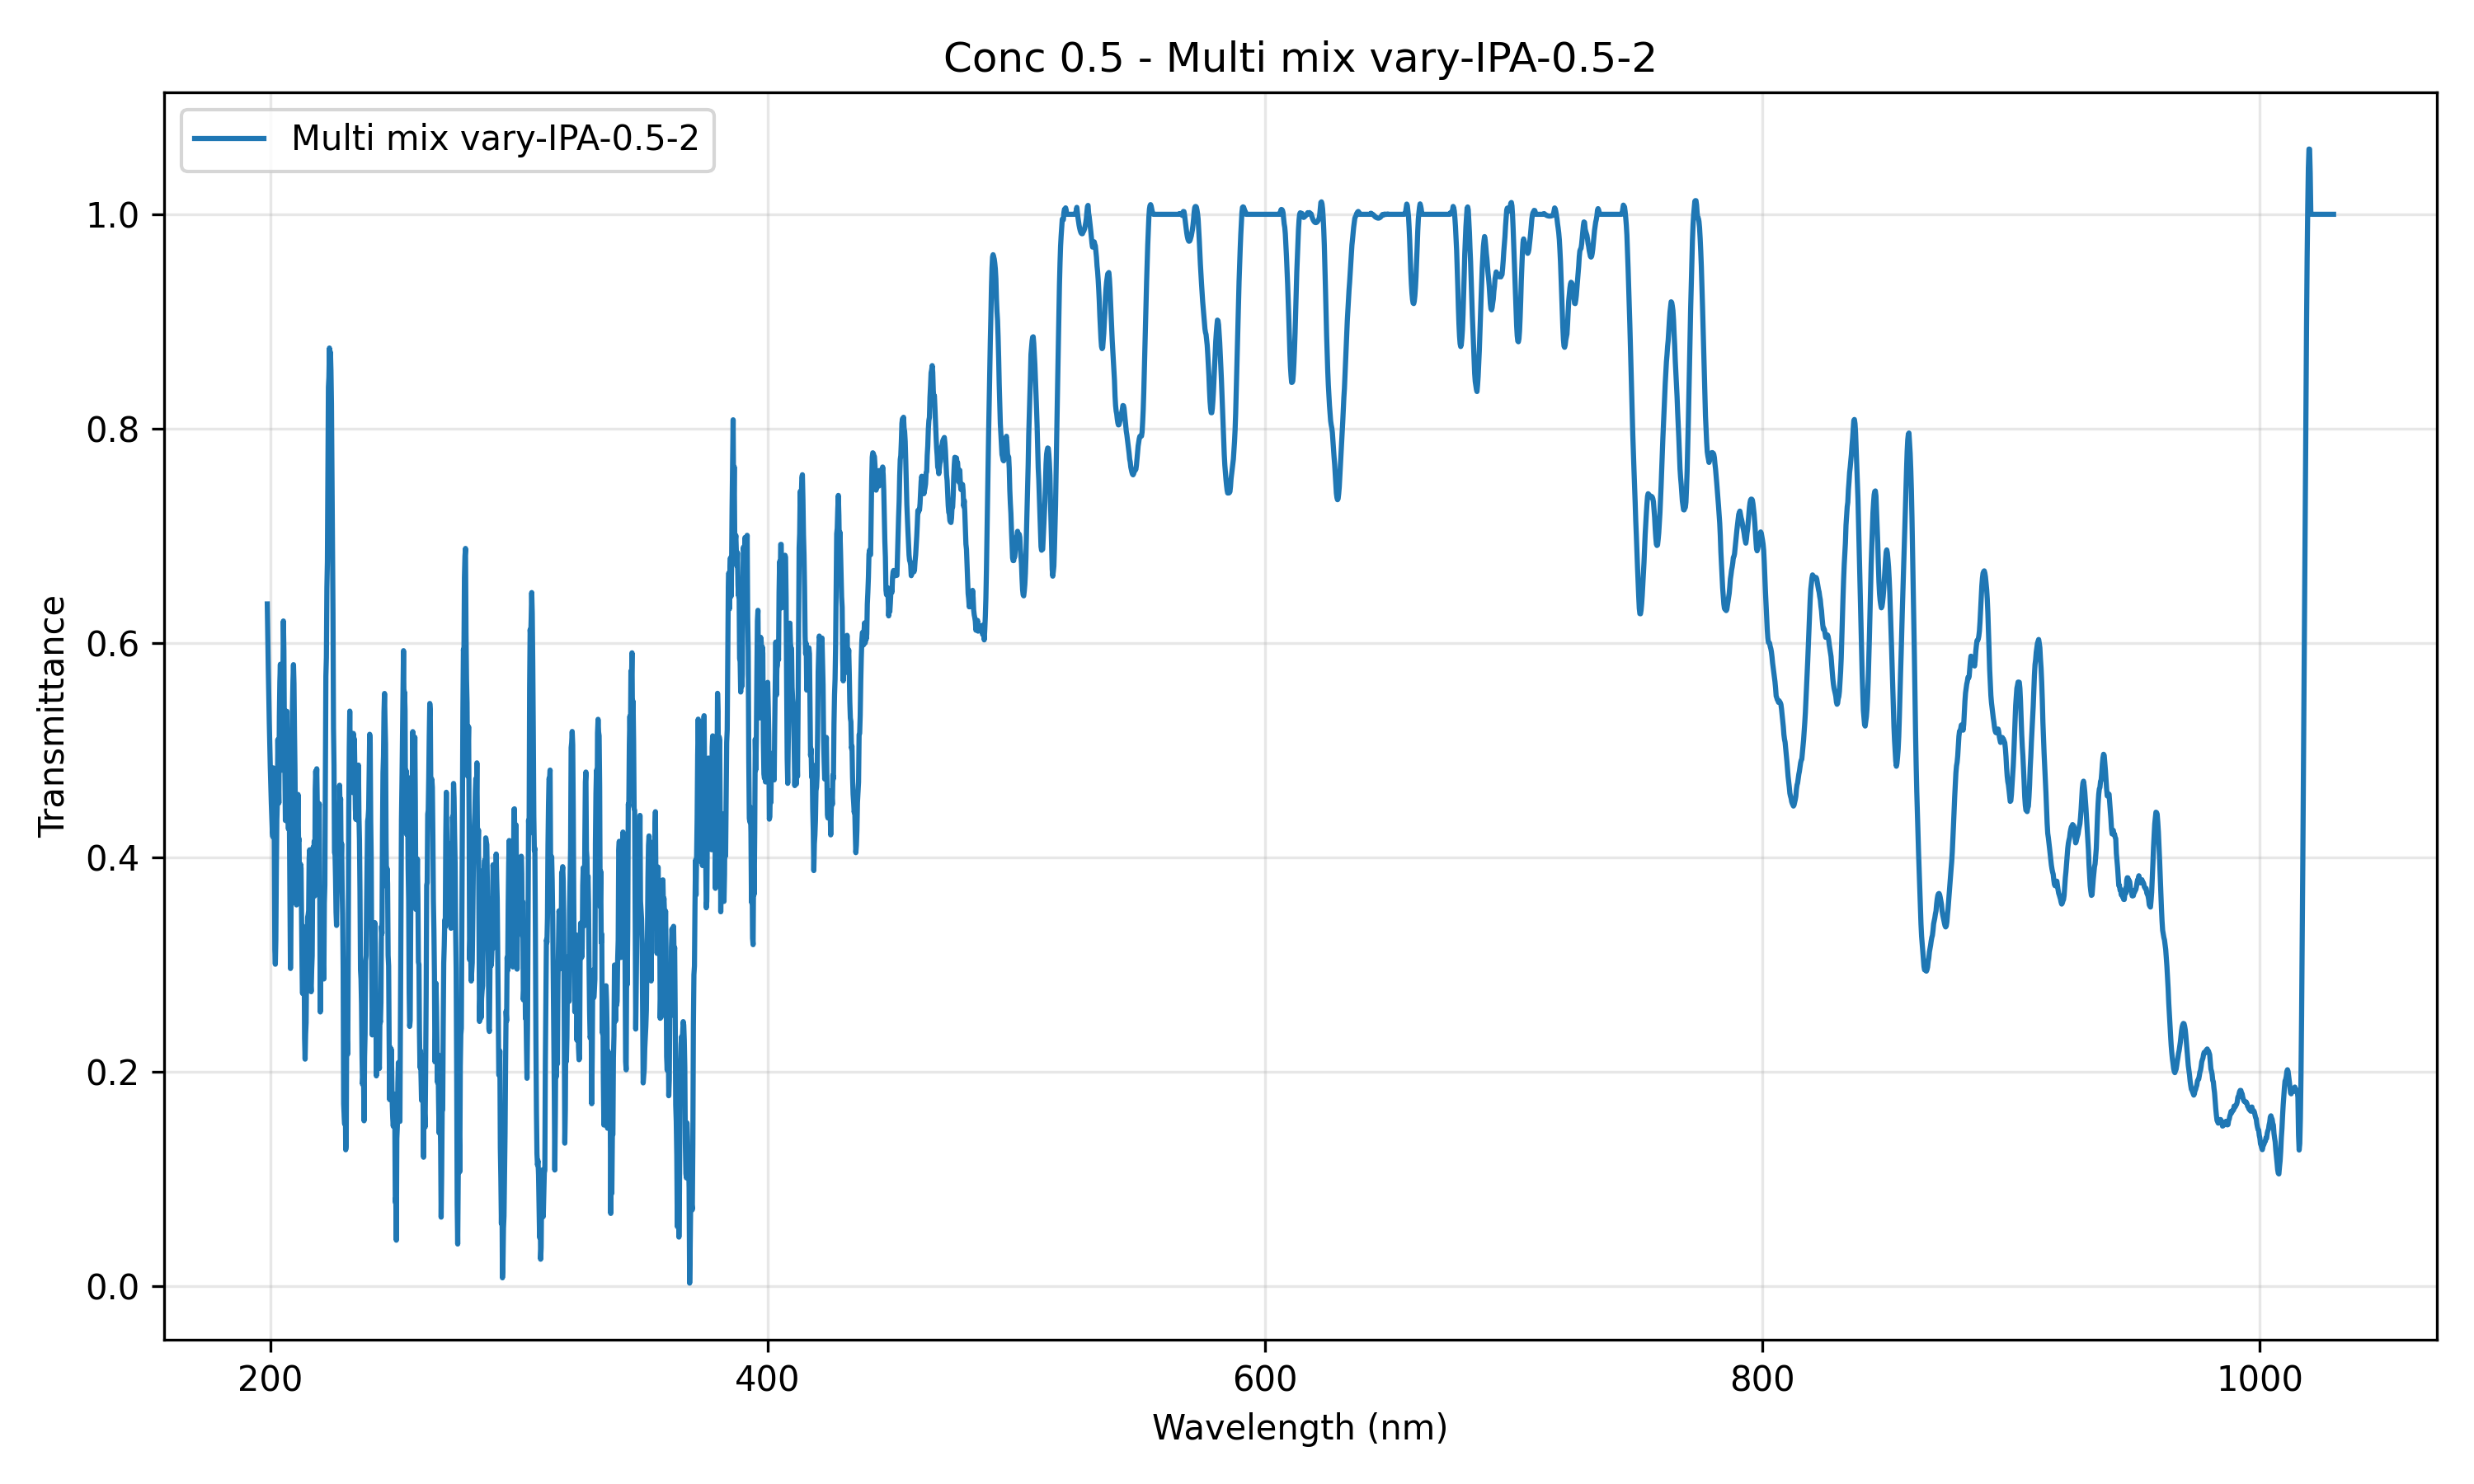 Conc 0.5 - Multi mix vary-IPA-0.5-2
Multi mix vary-IPA-0.5-2
Transmittance
1.0
0.8
0.6
0.4
0.2
0.0
200
400
600
800
1000
Wavelength (nm)